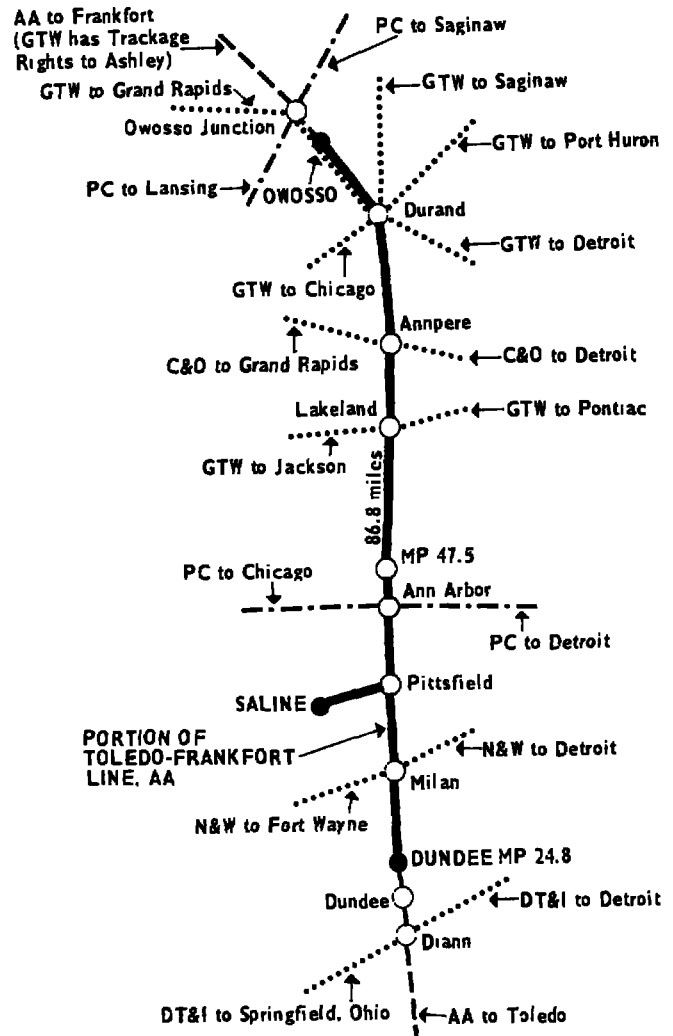 AA to Frankfort
(GTW has Trackage
Rights to Ashley)
PC to Saginaw
GTW to Grand Rapids
GTW to Saginaw
Owosso Junction
GTW to Port Huron
PC to Lansing
OWOSSO
Durand
GTW to Detroit
GTW to Chicago
Annpere
C&O to Grand Rapids
C&O to Detroit
Lakeland
GTW to Pontiac
GTW to Jackson
86.8 miles
MP 47.5
PC to Chicago
Ann Arbor
PC to Detroit
Pittsfield
SALINE
PORTION OF
TOLEDO-FRANKFORT
LINE, AA
N&W to Detroit
Milan
N&W to Fort Wayne
DUNDEE MP 24.8
Dundee
DT&I to Detroit
Diann
DT&I to Springfield, Ohio
AA to Toledo